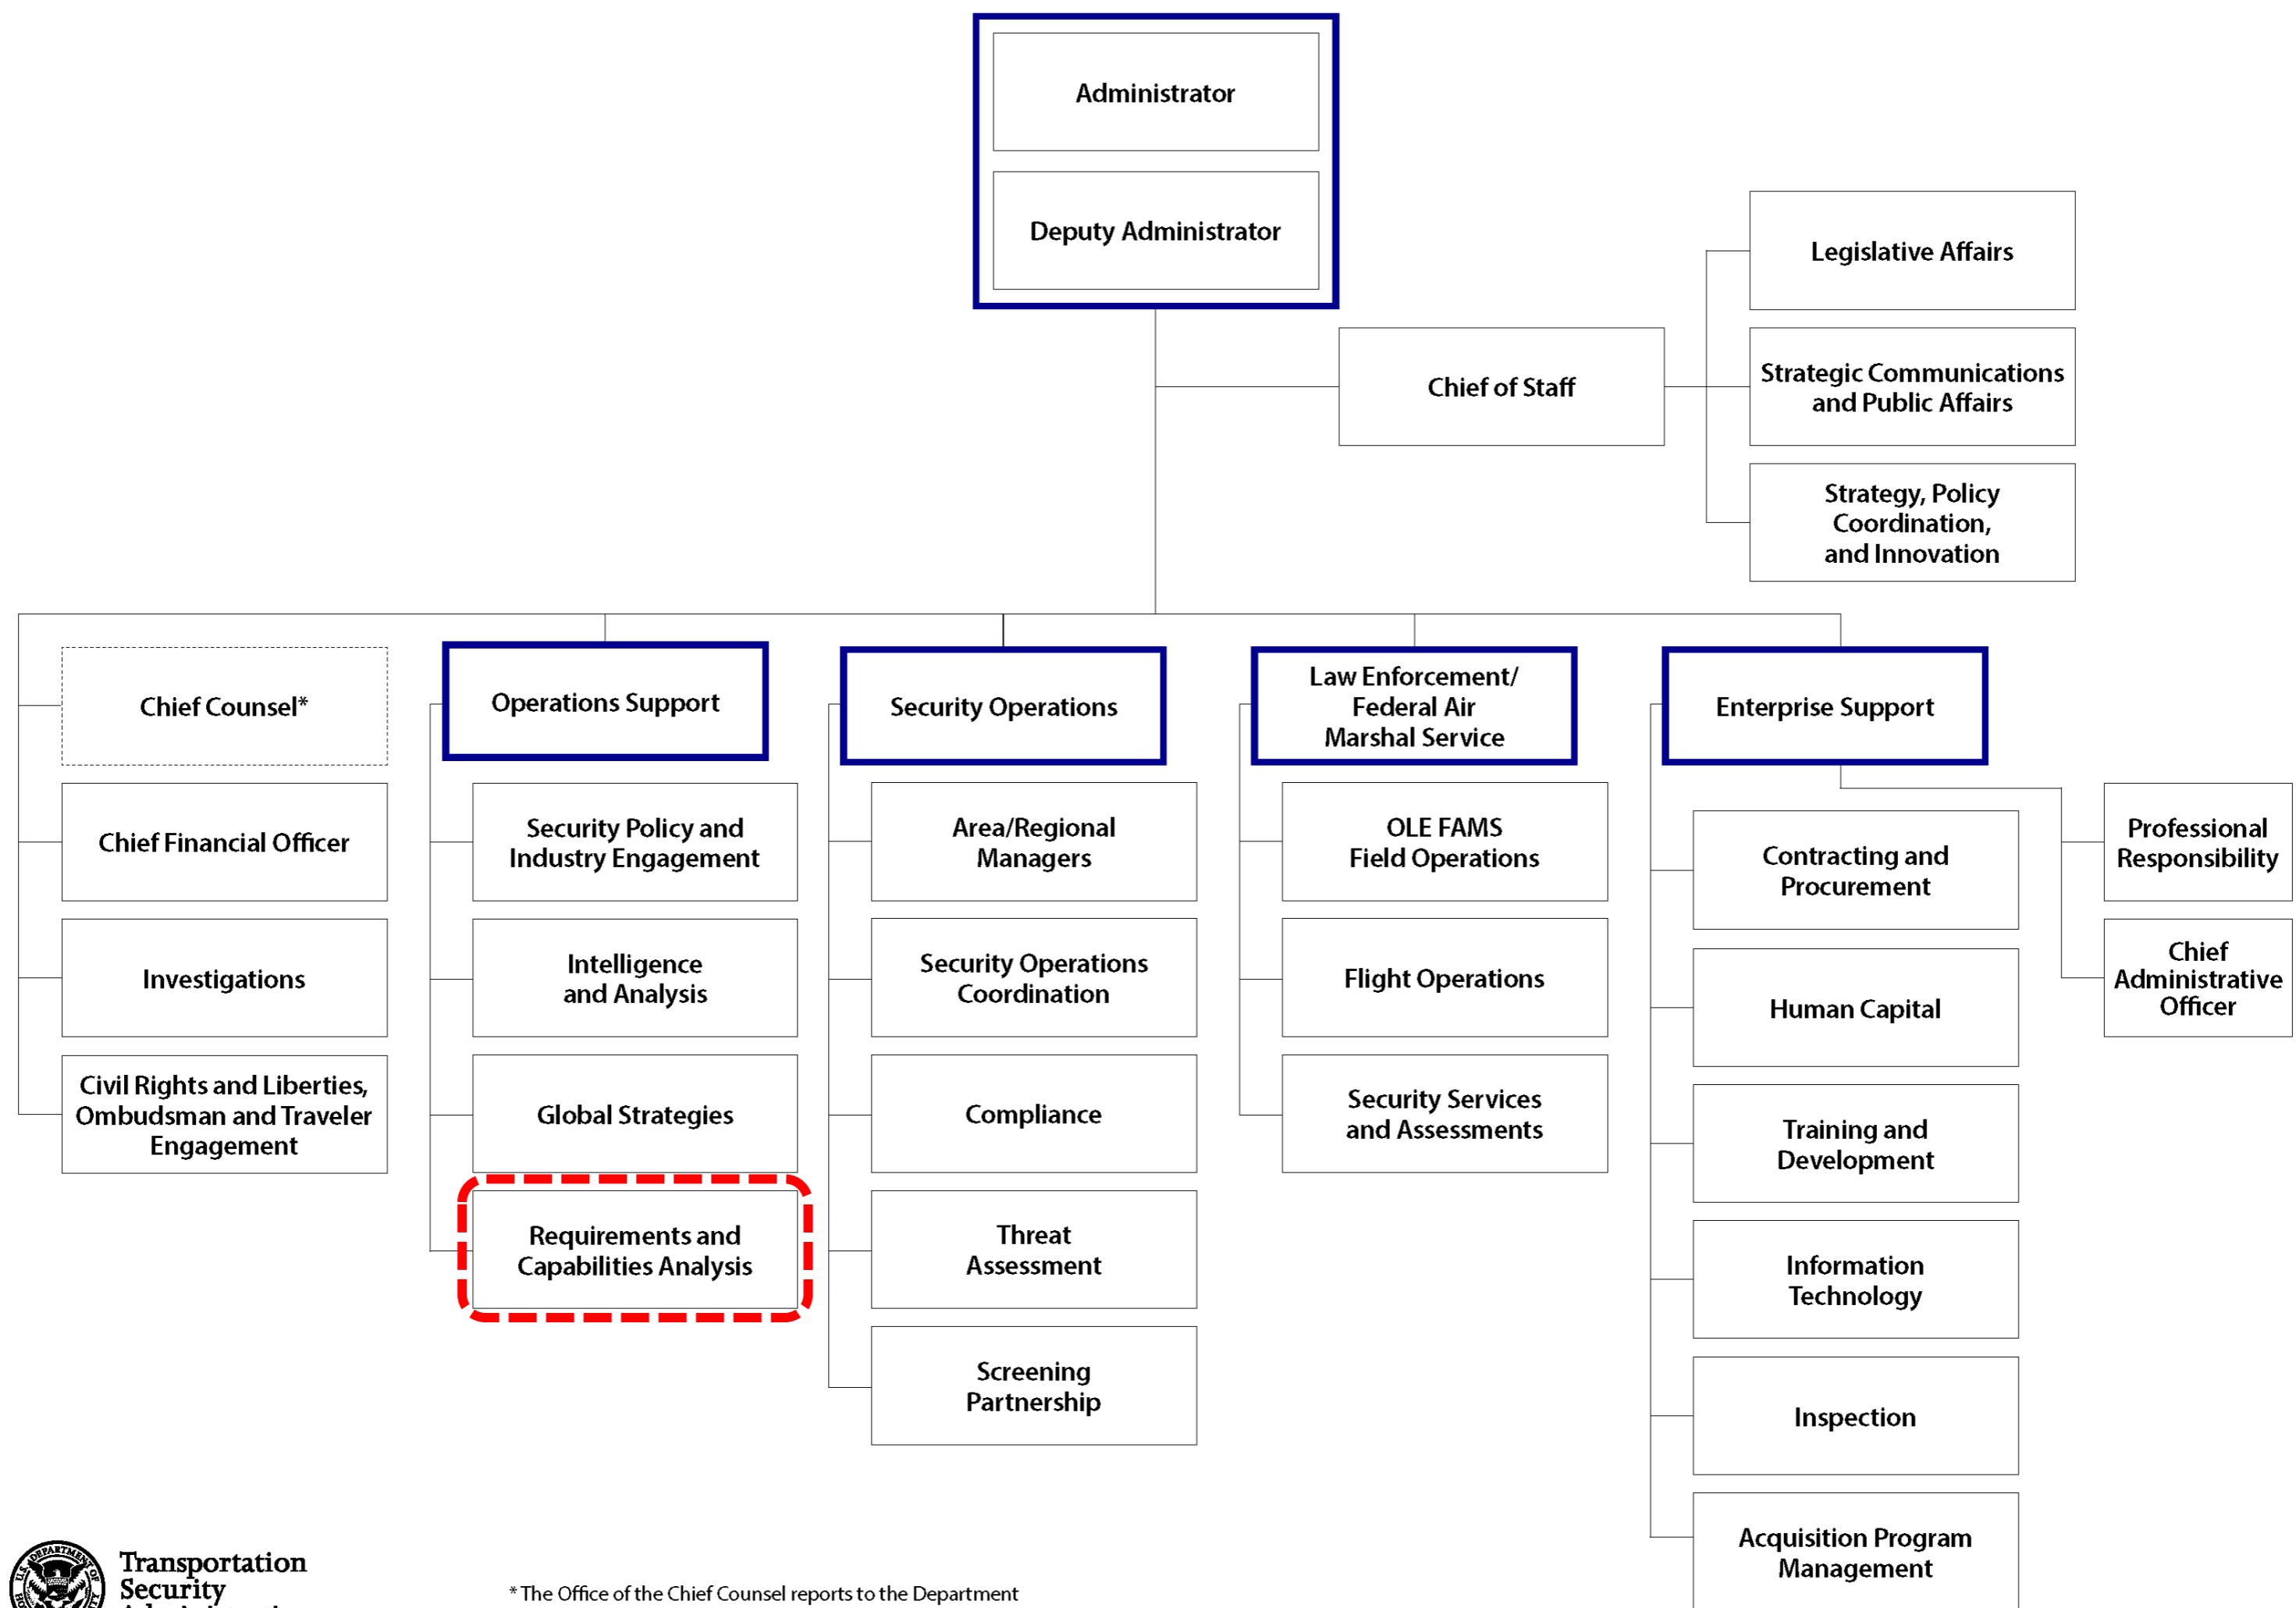 Administrator
Deputy Administrator
Legislative Affairs
Chief of Staff
Strategic Communications
and Public Affairs
Strategy, Policy
Coordination,
and Innovation
Chief Counsel*
Chief Financial Officer
Investigations
Civil Rights and Liberties,
Ombudsman and Traveler
Engagement
Operations Support
Security Policy and
Industry Engagement
Intelligence
and Analysis
Global Strategies
Requirements and
Capabilities Analysis
Security Operations
Area/Regional
Managers
Security Operations
Coordination
Compliance
Threat
Assessment
Screening
Partnership
Law Enforcement/
Federal Air
Marshal Service
OLE FAMS
Field Operations
Flight Operations
Security Services
and Assessments
Enterprise Support
Contracting and
Procurement
Human Capital
Training and
Development
Information
Technology
Inspection
Acquisition Program
Management
Professional
Responsibility
Chief
Administrative
Officer
Transportation
Security
* The Office of the Chief Counsel reports to the Department